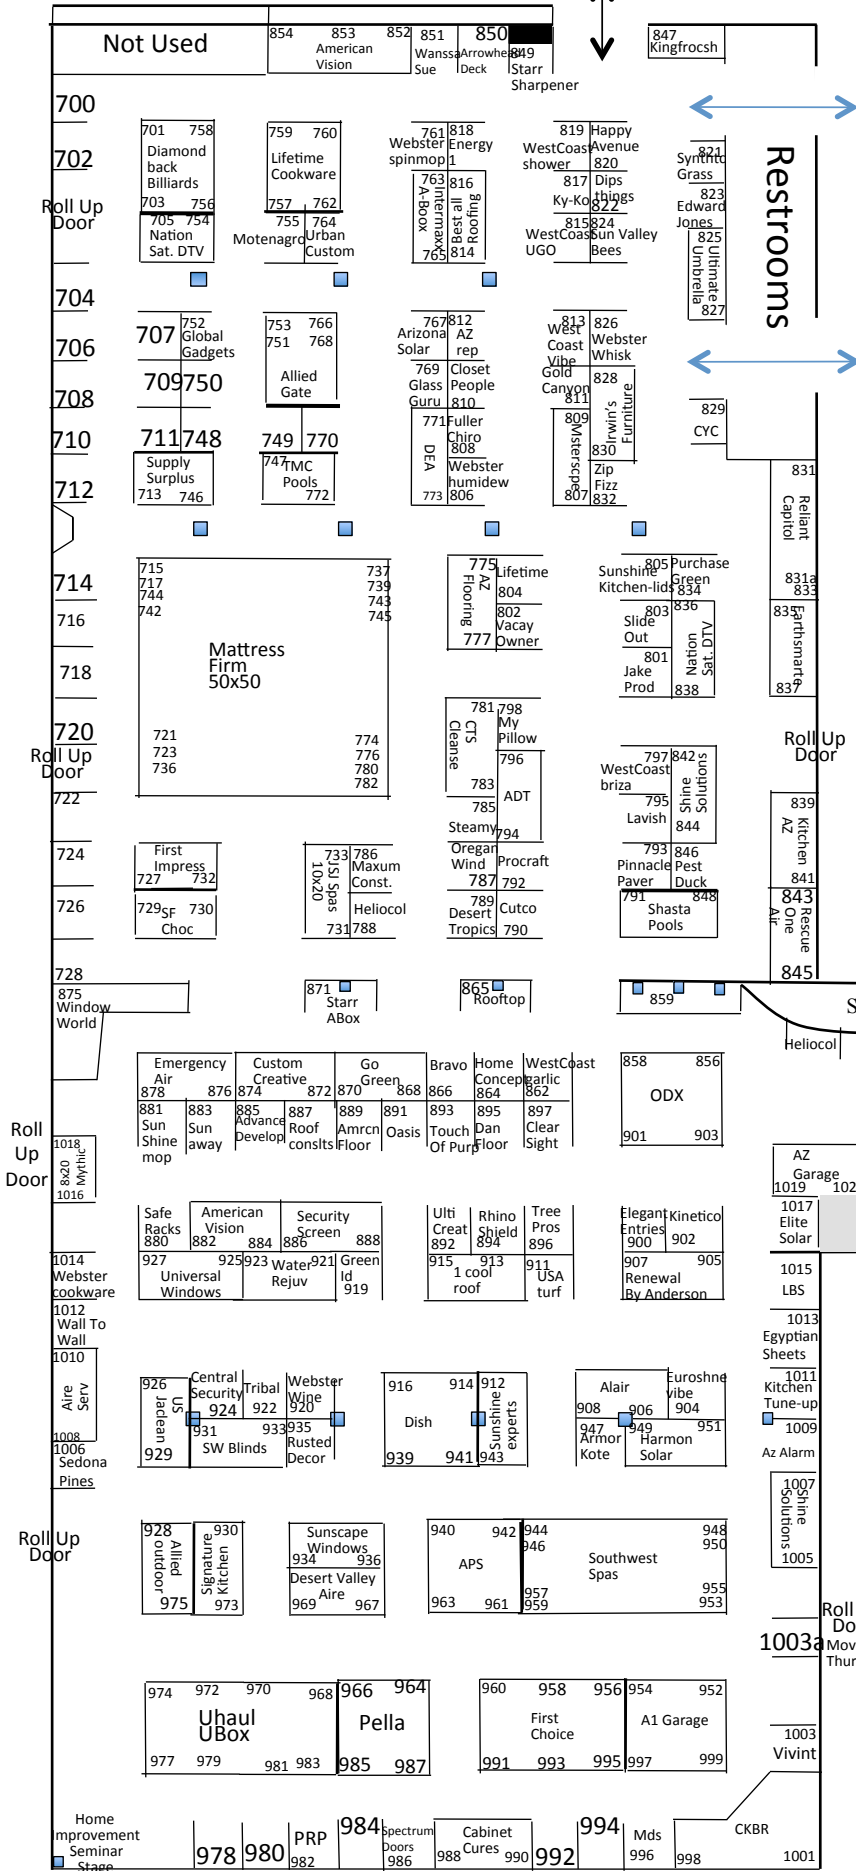 Not Used
854
853
852
American
Vision
851
Wanssa
Sue
850
Arrowhead
Deck
849
Starr
Sharpener
847
Kingfrocsh
700
702
Roll Up
Door
704
706
708
710
712
714
716
718
720
Roll Up
Door
722
724
726
728
701 758
Diamond
back
Billiards
703 756
705 754
Nation
Sat. DTV
759 760
Lifetime
Cookware
757 762
755 764
Motenagro
Urban
Custom
761
Webster
spinmop
818
Energy
1
763
Intermaxx
A-Boox
765
816
Best all
Roofing
814
819
WestCoast
shower
Happy
Avenue
820
817
Ky-Ko
Dips
things
822
815
WestCoast
UGO
824
Sun Valley
Bees
821
Synthtc
Grass
823
Edward
Jones
825
Ultimate
Umbrella
827
Restrooms
707
752
Global
Gadgets
709
750
711
748
Supply
Surplus
713 746
753 766
751 768
Allied
Gate
749 770
747
TMC
Pools
772
767
Arizona
Solar
812
AZ
rep
769
Glass
Guru
Closet
People
810
771
DEA
773
Fuller
Chiro
808
Webster
humidew
806
813
West
Coast
Vibe
826
Webster
Whisk
Gold
Canyon
811
828
Irwin's
Furniture
830
809
Msterscpe
807
Zip
Fizz
832
829
CYC
831
Reliant
Capitol
831a
833
835
Earthsmarte
837
715
717
744
742
737
739
743
745
Mattress
Firm
50x50
721
723
736
774
776
780
782
775
AZ
Flooring
777
Lifetime
804
802
Vacay
Owner
805
Sunshine
Kitchen-lids
Purchase
Green
834
803
Slide
Out
836
Nation
Sat. DTV
838
801
Jake
Prod
781
CTS
Cleanse
783
798
My
Pillow
796
ADT
794
785
Steamy
Oregan
Wind
787
Procraft
792
789
Desert
Tropics
Cutco
790
797
WestCoast
briza
842
Shine
Solutions
844
795
Lavish
793
Pinnacle
Paver
846
Pest
Duck
791 848
Shasta
Pools
Roll Up
Door
839
Kitchen
AZ
841
843
Rescue
One
Air
845
First
Impress
727 732
729 730
SF
Choc
733
JSJ Spas
10x20
731
786
Maxum
Const.
Heliocol
788
875
Window
World
871
Starr
ABox
865
Rooftop
859
S
Heliocol
Emergency
Air
878 876
Custom
Creative
874 872
Go
Green
870 868
Bravo
866
Home
Concept
864
WestCoast
garlic
862
858 856
ODX
901 903
881
Sun
Shine
mop
883
Sun
away
885
Advance
Develop
887
Roof
conslts
889
Amrcn
Floor
891
Oasis
893
Touch
Of Purp
895
Dan
Floor
897
Clear
Sight
Roll
Up
Door
1018
8x20
Mythic
1016
AZ
Garage
1019 102
1017
Elite
Solar
Safe
Racks
880
American
Vision
882 884
Security
Screen
886 888
Ulti
Creat
892
Rhino
Shield
894
Tree
Pros
896
Elegant
Entries
900
Kinetico
902
1014
Webster
cookware
927 925
Universal
Windows
923 921
Water
Rejuv
Green
Id
919
915 913
1 cool
roof
911
USA
turf
907 905
Renewal
By Anderson
1015
LBS
1012
Wall To
Wall
1013
Egyptian
Sheets
1010
Aire
Serv
1008
1011
Kitchen
Tune-up
1009
Az Alarm
1006
Sedona
Pines
926
US
Jaclean
929
Central
Security
924
Tribal
922
Webster
Wine
920
931 933
SW Blinds
935
Rusted
Decor
916 914
Dish
939 941
912
Sunshine
experts
943
Alair
908 906
Euroshne
vibe
904
947
Armor
Kote
949 951
Harmon
Solar
1007
Shine
Solutions
1005
Roll Up
Door
928
Allied
outdoor
975
930
Signature
Kitchen
973
Sunscape
Windows
934 936
Desert Valley
Aire
969 967
940 942
APS
963 961
944 948
946 950
Southwest
Spas
957 955
959 953
Roll
Do
1003a
Mov
Thur
974 972 970 968
Uhaul
UBox
977 979 981 983
966 964
Pella
985 987
960 958 956
First
Choice
991 993 995
954 952
A1 Garage
997 999
1003
Vivint
Home
Improvement
Seminar
Stage
978
980
PRP
982
984
Spectrum
Doors
986
Cabinet
Cures
988 990
992
994
Mds
996
CKBR
998 1001